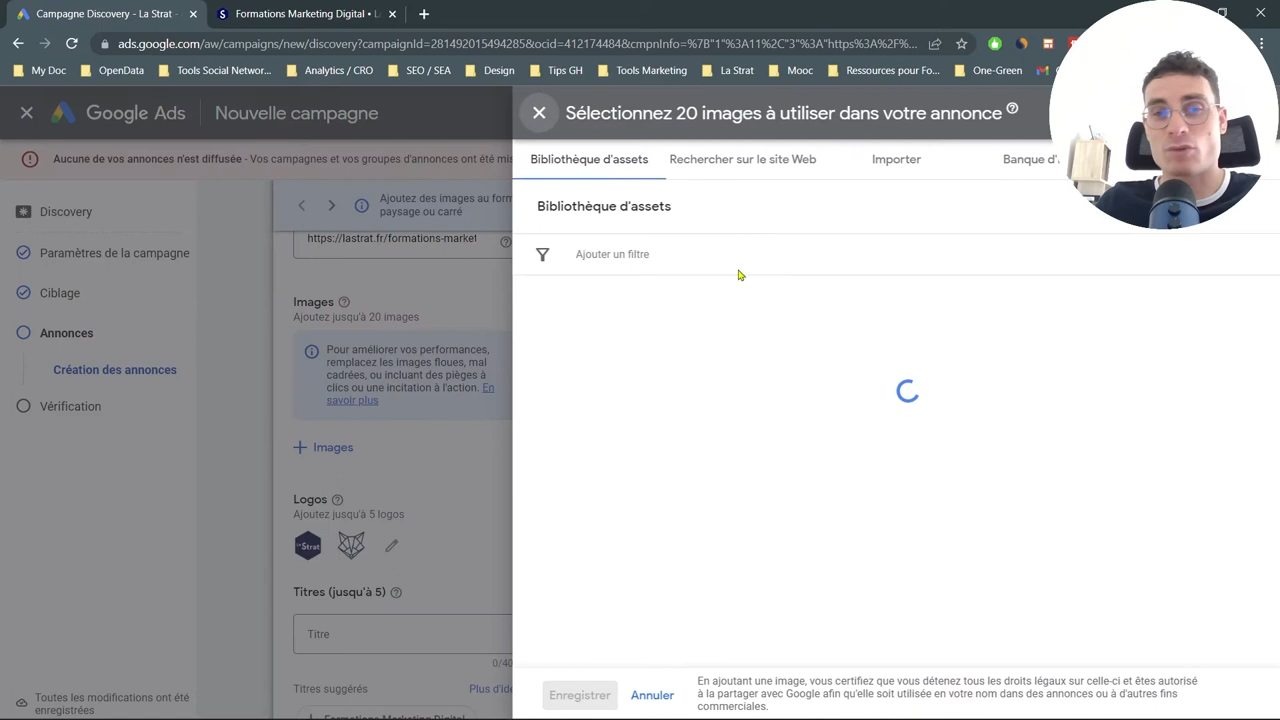 Campagne Discovery - La Strat -
Formations Marketing Digital • L
ads.google.com/aw/campaigns/new/discovery?campaignId=281492015494285&ocid=412174484&cmpnInfo=%7B"1"%3A11%2C"3"%3A"https%3A%2F%...
My Doc
OpenData
Tools Social Networ...
Analytics / CRO
SEO / SEA
Design
Tips GH
Tools Marketing
La Strat
Mooc
Ressources pour Fo...
One-Green
Google Ads
Nouvelle campagne
Sélectionnez 20 images à utiliser dans votre annonce
Aucune de vos annonces n'est diffusée - Vos campagnes et vos groupes d'annonces ont été mis
Bibliothèque d'assets
Rechercher sur le site Web
Importer
Banque d'i
Discovery
Paramètres de la campagne
Ciblage
Annonces
Création des annonces
Vérification
Toutes les modifications ont été
enregistrées
Ajoutez des images au form
paysage ou carré
https://lastrat.fr/formations-market
Images
Ajoutez jusqu'à 20 images
Pour améliorer vos performances,
remplacez les images floues, mal
cadrées, ou incluant des pièges à
clics ou une incitation à l'action. En
savoir plus
Images
Logos
Ajoutez jusqu'à 5 logos
Strat
Titres (jusqu'à 5)
Titre
0/40
Titres suggérés
Plus d'idé
Formations Marketing Digital
Bibliothèque d'assets
Ajouter un filtre
Enregistrer
Annuler
En ajoutant une image, vous certifiez que vous détenez tous les droits légaux sur celle-ci et êtes autorisé
à la partager avec Google afin qu'elle soit utilisée en votre nom dans des annonces ou à d'autres fins
commerciales.